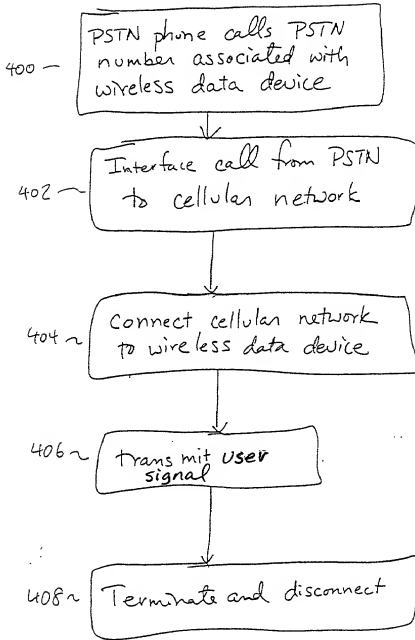 400
PSTN phone calls PSTN
number associated with
wireless data device
402
Interface call from PSTN
to cellular network
404
Connect cellular network
to wireless data device
406
transmit user
signal
408
Terminate and disconnect